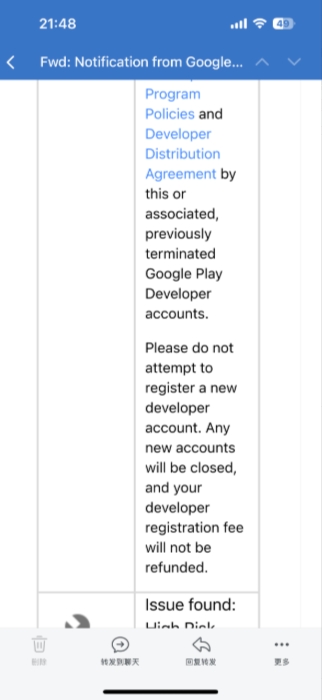 21:48
49
Fwd: Notification from Google...
Program
Policies and
Developer
Distribution
Agreement by
this or
associated,
previously
terminated
Google Play
Developer
accounts.
Please do not
attempt to
register a new
developer
account. Any
new accounts
will be closed,
and your
developer
registration fee
will not be
refunded.
Issue found:
High Risk
删除
转发到聊天
回复转发
更多